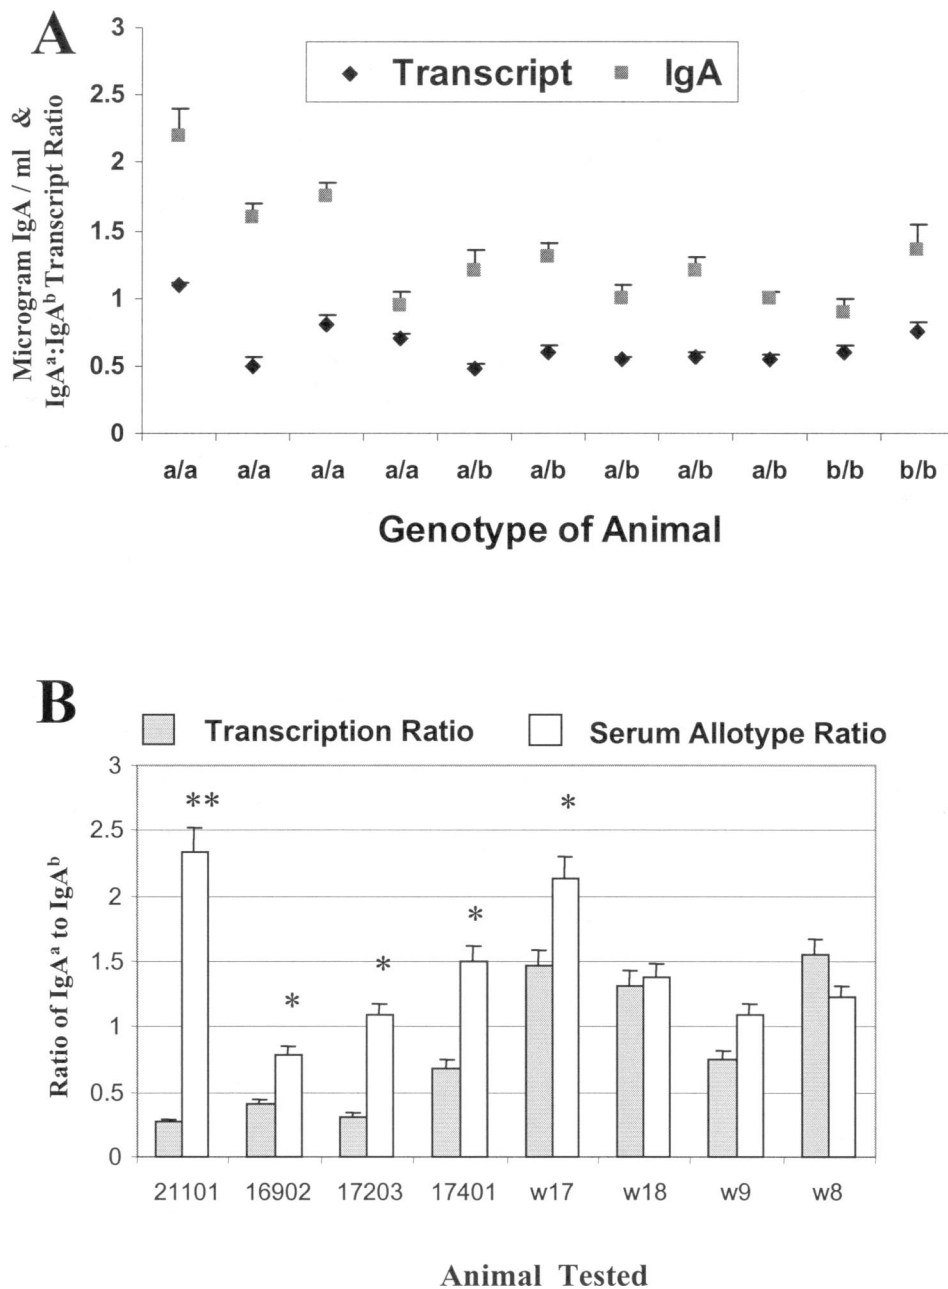 A
Transcript IgA
Microgram IgA / ml &
IgAᵃ:IgAᵇ Transcript Ratio
3
2.5
2
1.5
1
0.5
0
a/a a/a a/a a/a a/b a/b a/b a/b a/b b/b b/b
Genotype of Animal
B
Transcription Ratio Serum Allotype Ratio
Ratio of IgAᵃ to IgAᵇ
3
2.5
2
1.5
1
0.5
0
** * * * *
21101 16902 17203 17401 w17 w18 w9 w8
Animal Tested